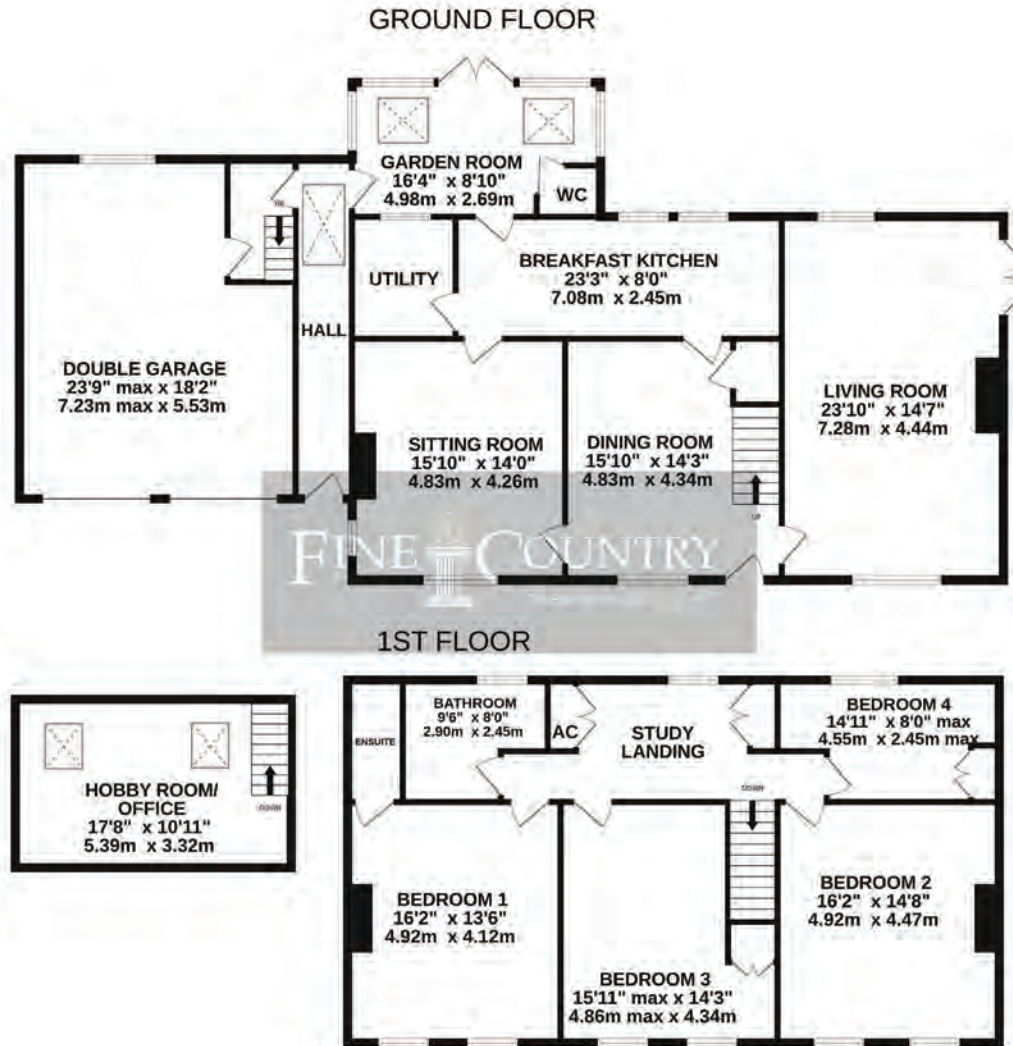 GROUND FLOOR
GARDEN ROOM
16'4" x 8'10"
4.98m x 2.69m
WC
UP
UTILITY
BREAKFAST KITCHEN
23'3" x 8'0"
7.08m x 2.45m
HALL
DOUBLE GARAGE
23'9" max x 18'2"
7.23m max x 5.53m
SITTING ROOM
15'10" x 14'0"
4.83m x 4.26m
DINING ROOM
15'10" x 14'3"
4.83m x 4.34m
UP
LIVING ROOM
23'10" x 14'7"
7.28m x 4.44m
FINE COUNTRY
1ST FLOOR
HOBBY ROOM/
OFFICE
17'8" x 10'11"
5.39m x 3.32m
DOWN
ENSUITE
BATHROOM
9'6" x 8'0"
2.90m x 2.45m
AC
STUDY
LANDING
DOWN
BEDROOM 4
14'11" x 8'0" max
4.55m x 2.45m max
BEDROOM 1
16'2" x 13'6"
4.92m x 4.12m
BEDROOM 3
15'11" max x 14'3"
4.86m max x 4.34m
BEDROOM 2
16'2" x 14'8"
4.92m x 4.47m